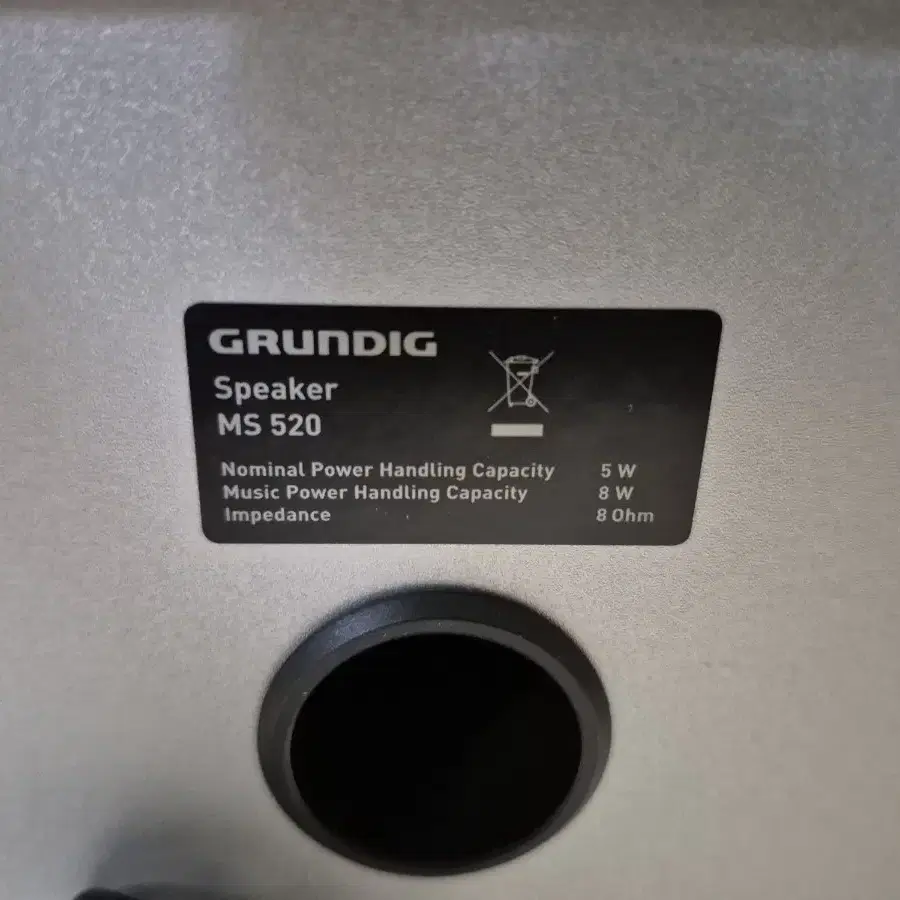 GRUNDIG
Speaker
MS 520
Nominal Power Handling Capacity 5 W
Music Power Handling Capacity 8 W
Impedance 8 Ohm